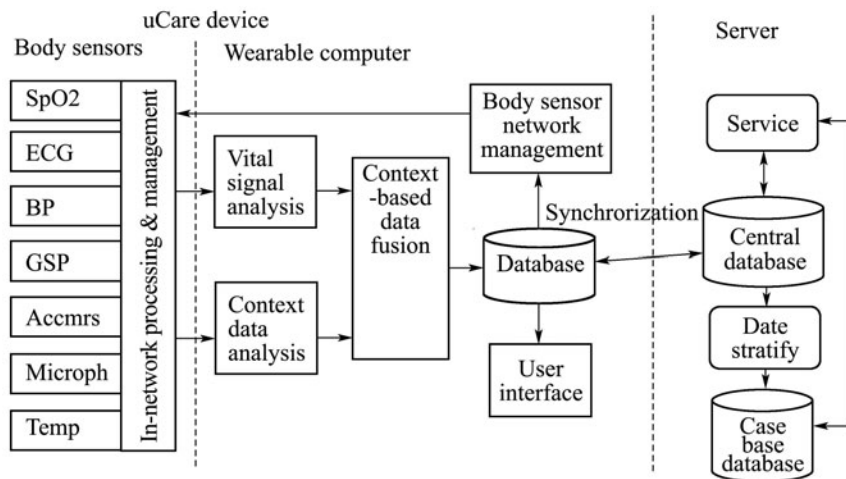 uCare device
Body sensors
Wearable computer
Server
SpO2
ECG
BP
GSP
Accmrs
Microph
Temp
In-network processing & management
Vital
signal
analysis
Context
data
analysis
Context
-based data
fusion
Body sensor
network
management
Synchrorization
Database
User
interface
Service
Central
database
Date
stratify
Case
base
database